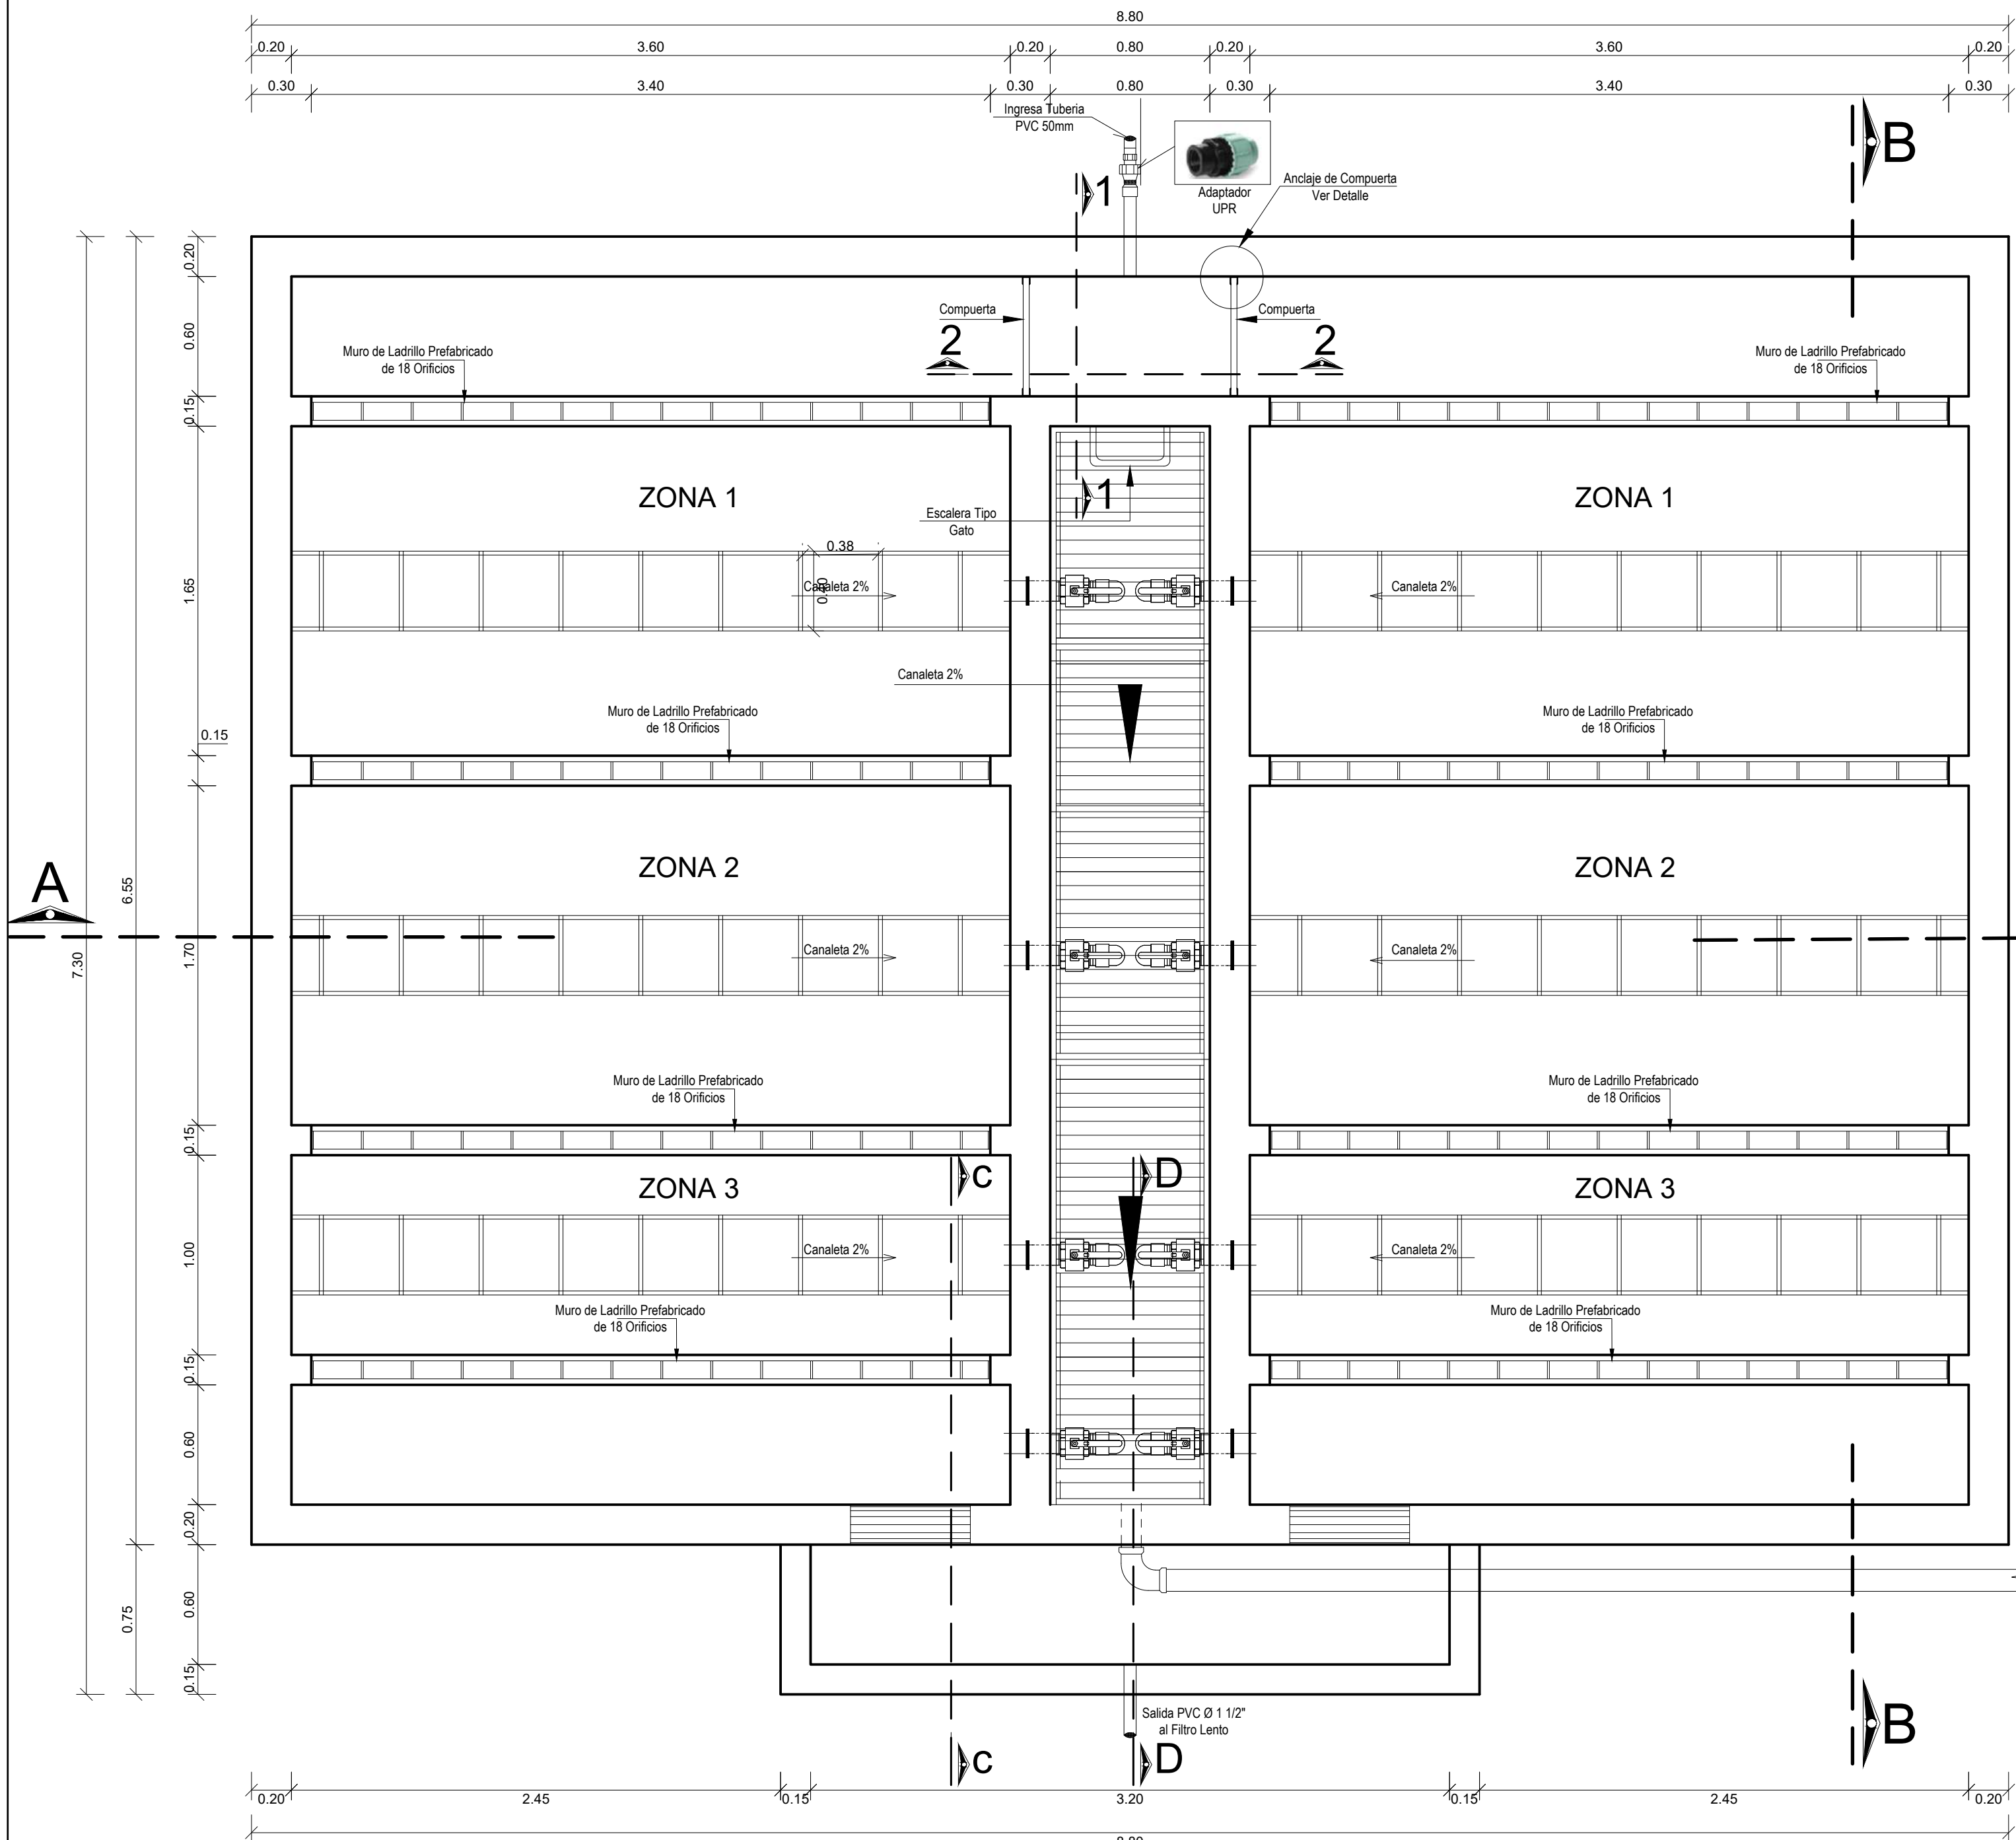 8.80
0.20 3.60 0.20 0.80 0.20 3.60 0.20
0.30 3.40 0.30 0.80 0.30 3.40 0.30
Ingresa Tuberia
PVC 50mm
Adaptador
UPR
Anclaje de Compuerta
Ver Detalle
B
1
Compuerta
Compuerta
2
2
Muro de Ladrillo Prefabricado
de 18 Orificios
Muro de Ladrillo Prefabricado
de 18 Orificios
ZONA 1
ZONA 1
1
Escalera Tipo
Gato
0.38
0.40
Canaleta 2%
Canaleta 2%
Canaleta 2%
Muro de Ladrillo Prefabricado
de 18 Orificios
Muro de Ladrillo Prefabricado
de 18 Orificios
ZONA 2
ZONA 2
A
Canaleta 2%
Canaleta 2%
Muro de Ladrillo Prefabricado
de 18 Orificios
Muro de Ladrillo Prefabricado
de 18 Orificios
ZONA 3
ZONA 3
c
D
Canaleta 2%
Canaleta 2%
Muro de Ladrillo Prefabricado
de 18 Orificios
Muro de Ladrillo Prefabricado
de 18 Orificios
0.20
0.60
0.15
1.65
0.15
1.70
0.15
1.00
0.15
0.60
0.20
0.60
0.15
6.55
0.75
7.30
Salida PVC Ø 1 1/2"
al Filtro Lento
c
D
B
0.20 2.45 0.15 3.20 0.15 2.45 0.20